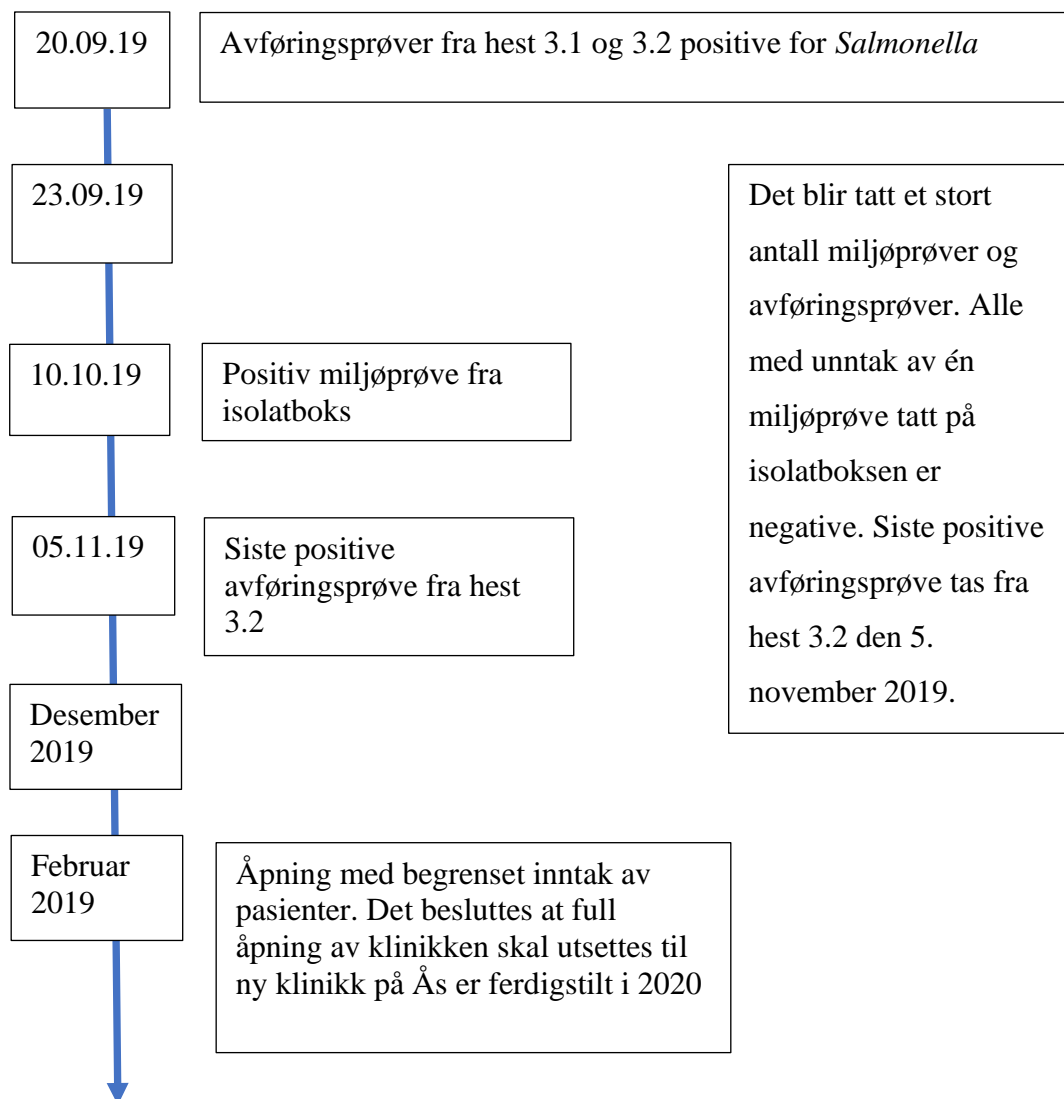 20.09.19
Avføringsprøver fra hest 3.1 og 3.2 positive for Salmonella
23.09.19
Det blir tatt et stort
antall miljøprøver og
avføringsprøver. Alle
med unntak av én
miljøprøve tatt på
isolatboksen er
negative. Siste positive
avføringsprøve tas fra
hest 3.2 den 5.
november 2019.
10.10.19
Positiv miljøprøve fra
isolatboks
05.11.19
Siste positive
avføringsprøve fra hest
3.2
Desember
2019
Februar
2019
Åpning med begrenset inntak av
pasienter. Det besluttes at full
åpning av klinikken skal utsettes til
ny klinikk på Ås er ferdigstilt i 2020